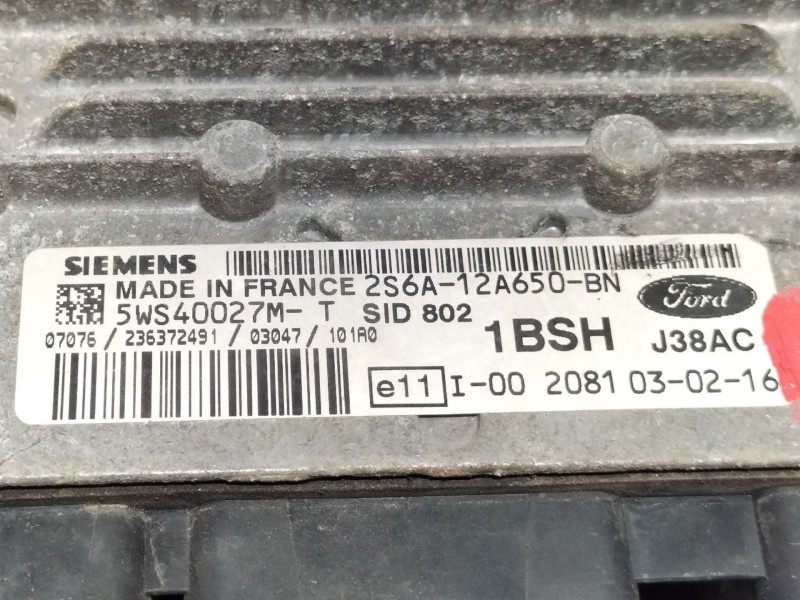 SIEMENS
MADE IN FRANCE 2S6A-12A650-BN
5WS40027M- T SID 802
Ford
07076 / 236372491 / 03047 / 101A0
1BSH J38AC
e11 I-00 2081 03-02-16